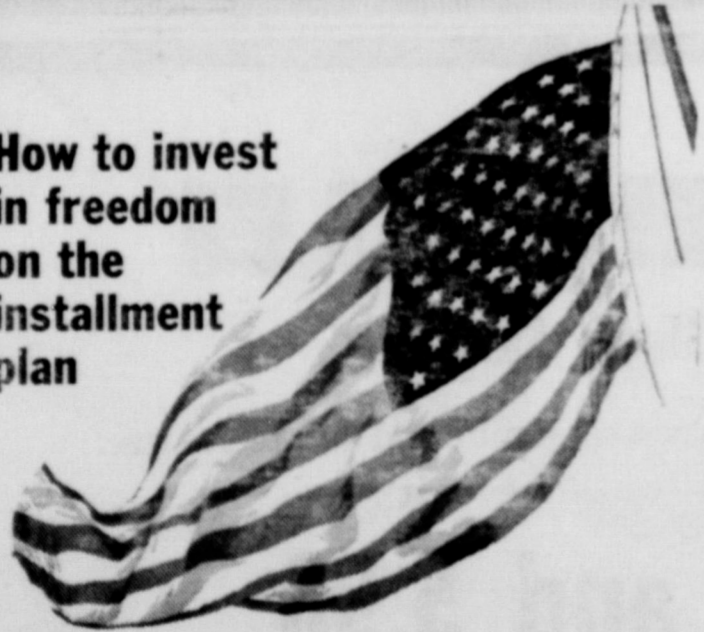 How to invest
in freedom
on the
installment
plan